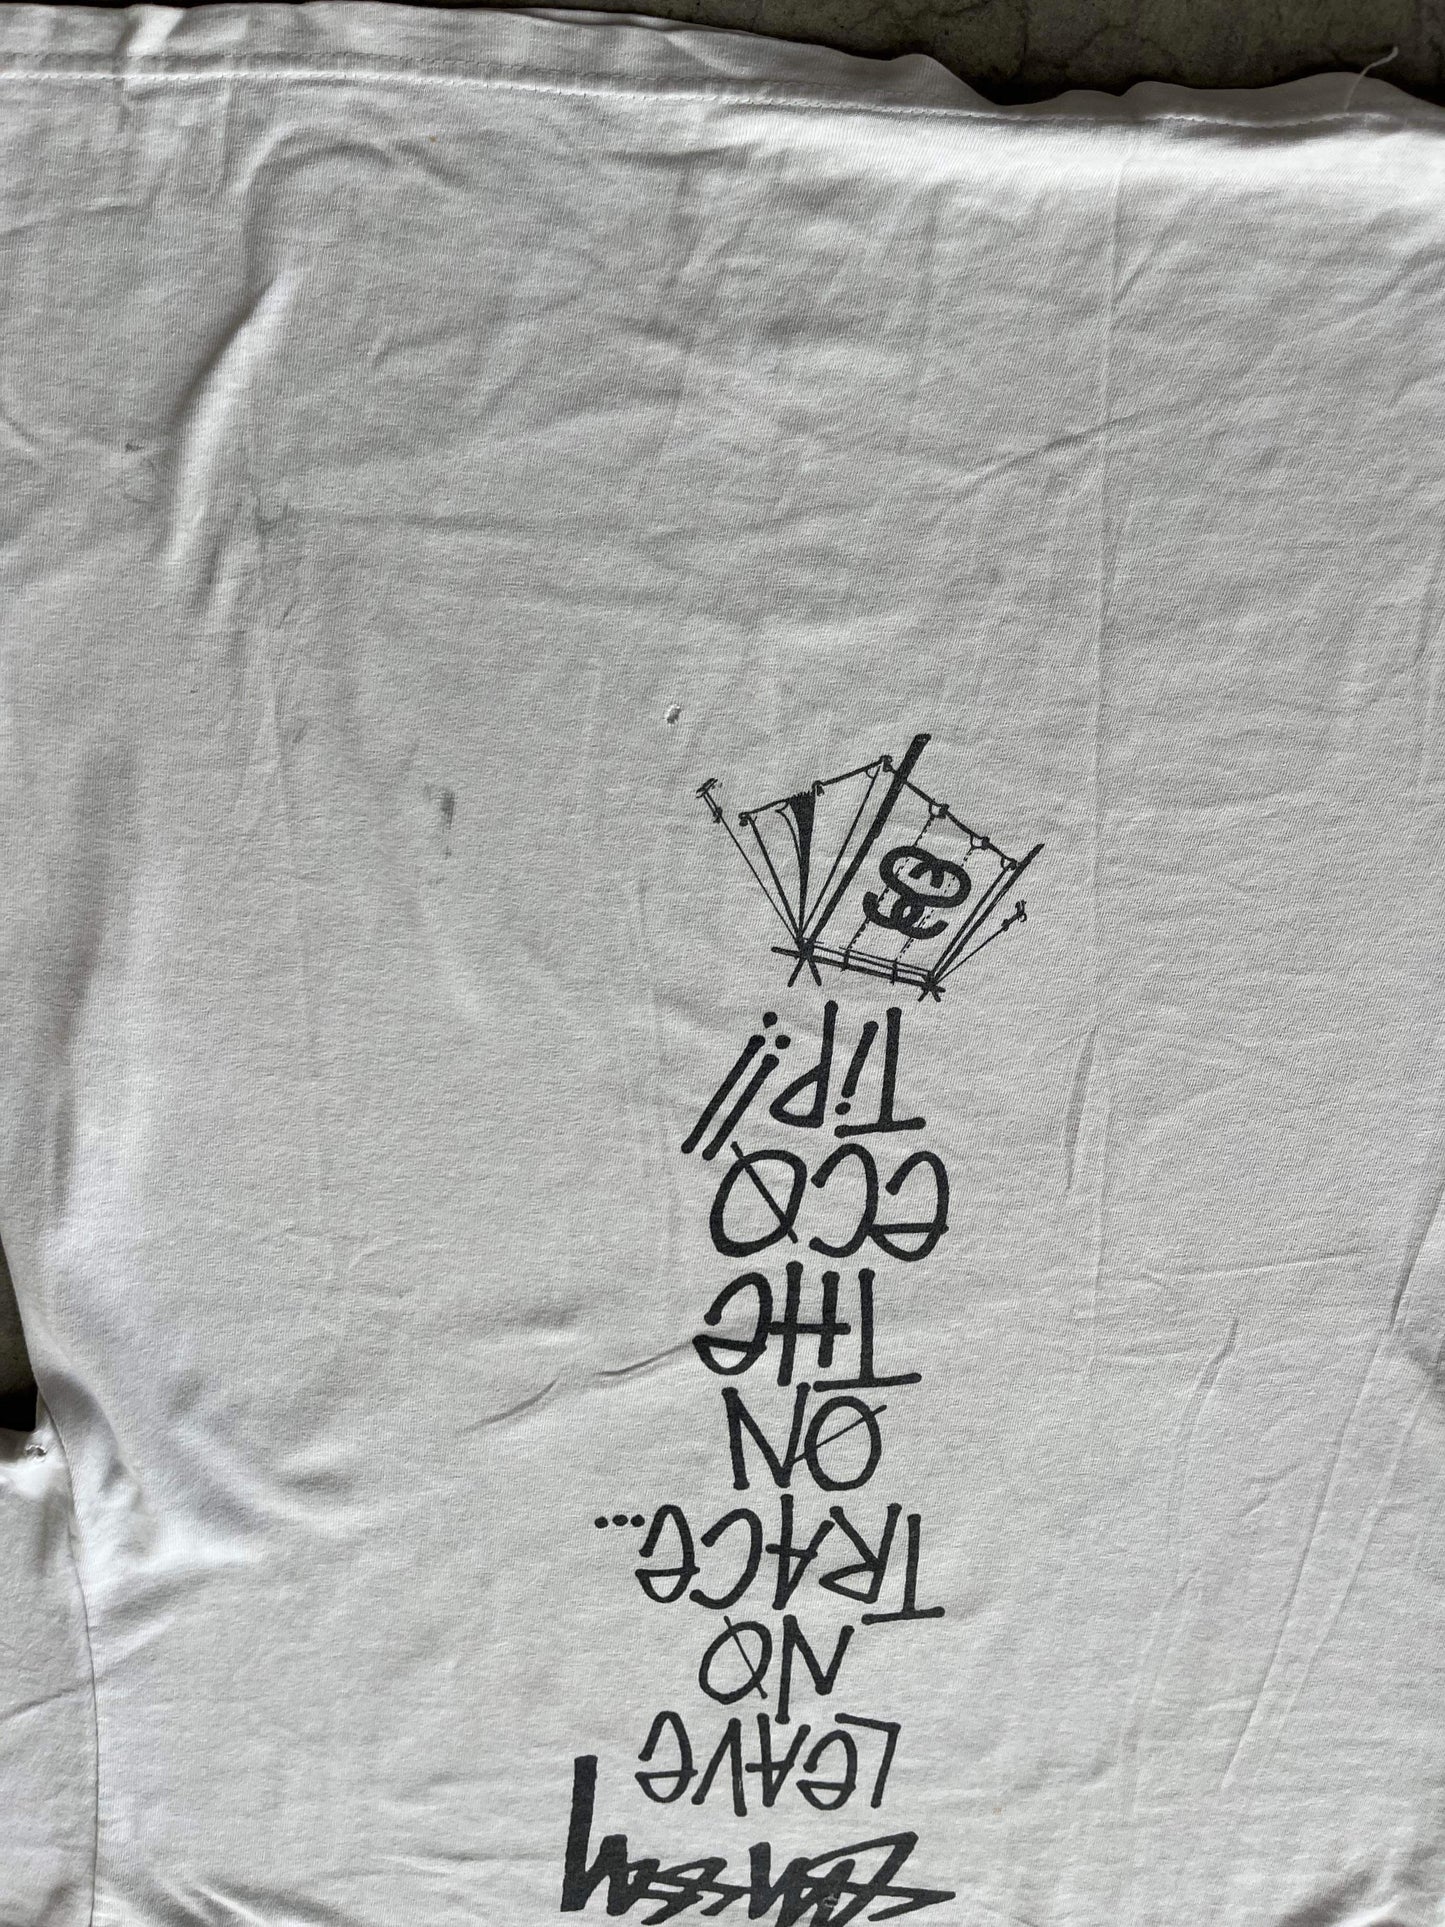 Stüssy
LeAVe
NO
TRACe...
ON
THe
eCO
TiP!!